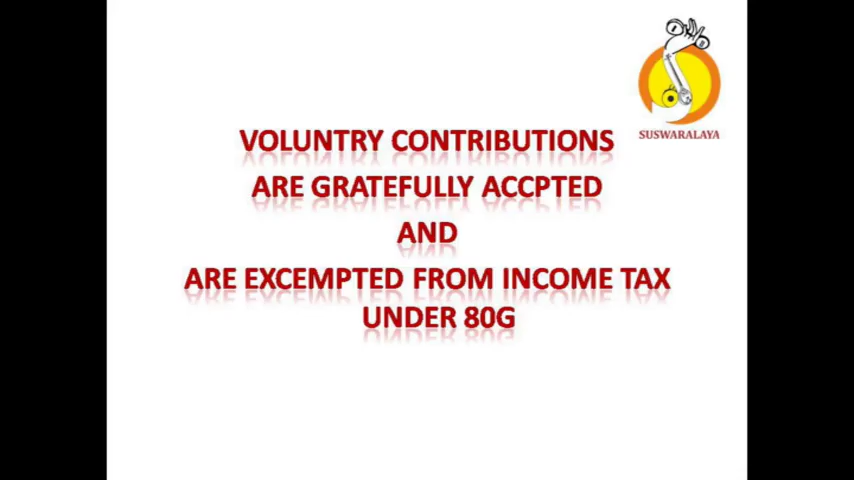 SUSWARALAYA
VOLUNTRY CONTRIBUTIONS
ARE GRATEFULLY ACCPTED
AND
ARE EXCEMPTED FROM INCOME TAX
UNDER 80G